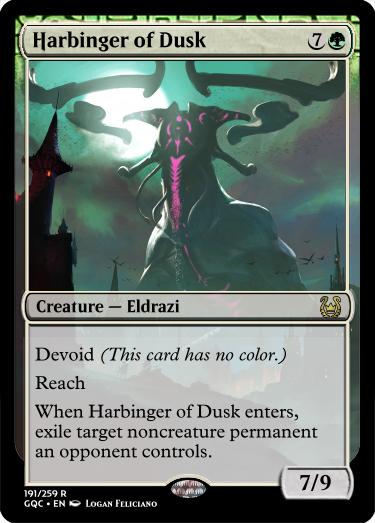 Harbinger of Dusk 7
Creature — Eldrazi
Devoid (This card has no color.)
Reach
When Harbinger of Dusk enters,
exile target noncreature permanent
an opponent controls.
7/9
191/259 R
GQC • EN Logan Feliciano